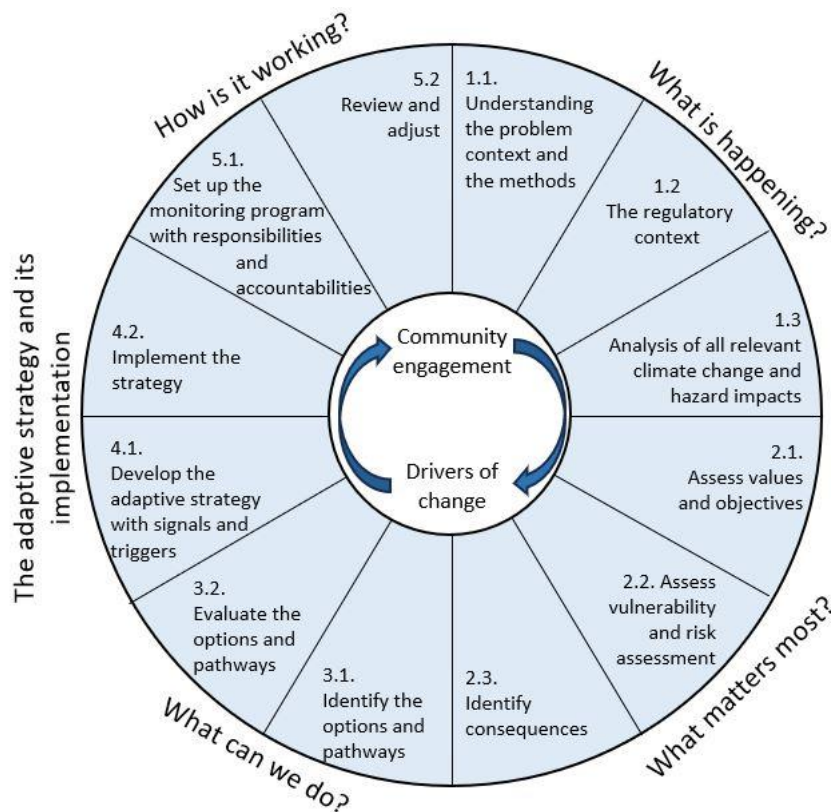 How is it working?
What is happening?
What matters most?
What can we do?
The adaptive strategy and its
implementation
1.1.
Understanding
the problem
context and
the methods
1.2
The regulatory
context
1.3
Analysis of all relevant
climate change and
hazard impacts
2.1.
Assess values
and objectives
2.2. Assess
vulnerability
and risk
assessment
2.3.
Identify
consequences
3.1.
Identify the
options and
pathways
3.2.
Evaluate the
options and
pathways
4.1.
Develop the
adaptive strategy
with signals and
triggers
4.2.
Implement the
strategy
5.1.
Set up the
monitoring program
with responsibilities
and
accountabilities
5.2
Review and
adjust
Community
engagement
Drivers of
change